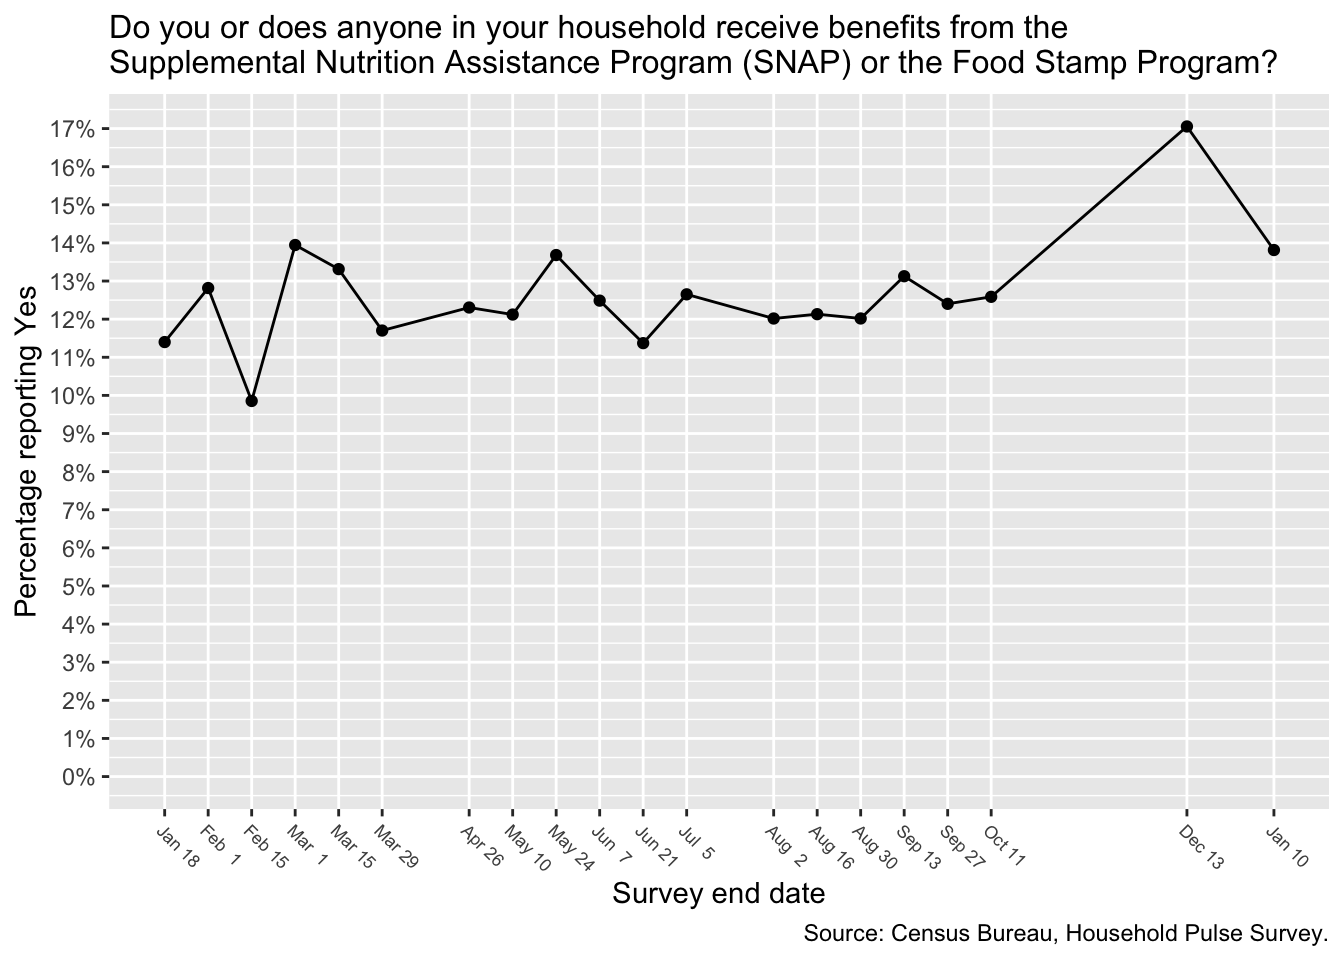 Do you or does anyone in your household receive benefits from the
Supplemental Nutrition Assistance Program (SNAP) or the Food Stamp Program?
Percentage reporting Yes
17%
16%
15%
14%
13%
12%
11%
10%
9%
8%
7%
6%
5%
4%
3%
2%
1%
0%
Jan 18
Feb 1
Feb 15
Mar 1
Mar 15
Mar 29
Apr 26
May 10
May 24
Jun 7
Jun 21
Jul 5
Aug 2
Aug 16
Aug 30
Sep 13
Sep 27
Oct 11
Dec 13
Jan 10
Survey end date
Source: Census Bureau, Household Pulse Survey.